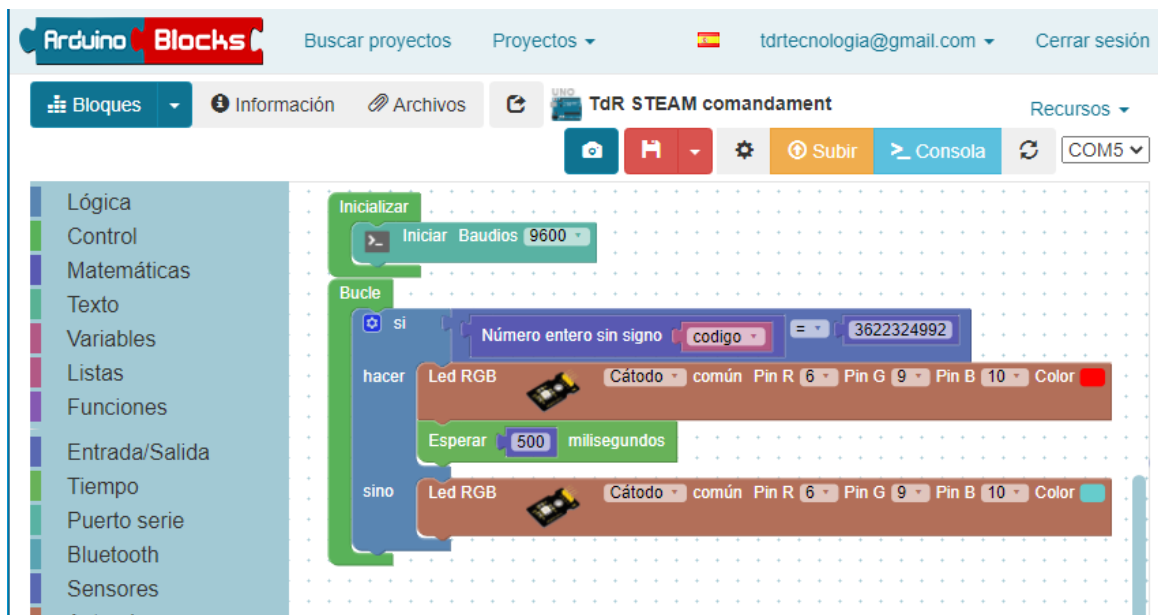 Arduino Blocks Buscar proyectos Proyectos tdrtecnologia@gmail.com Cerrar sesión
Bloques Información Archivos UNO TdR STEAM comandament Recursos
Subir >_ Consola COM5
Lógica
Control
Matemáticas
Texto
Variables
Listas
Funciones
Entrada/Salida
Tiempo
Puerto serie
Bluetooth
Sensores
Inicializar
Iniciar Baudios 9600
Bucle
si Número entero sin signo codigo = 3622324992
hacer Led RGB Cátodo común Pin R 6 Pin G 9 Pin B 10 Color
Esperar 500 milisegundos
sino Led RGB Cátodo común Pin R 6 Pin G 9 Pin B 10 Color